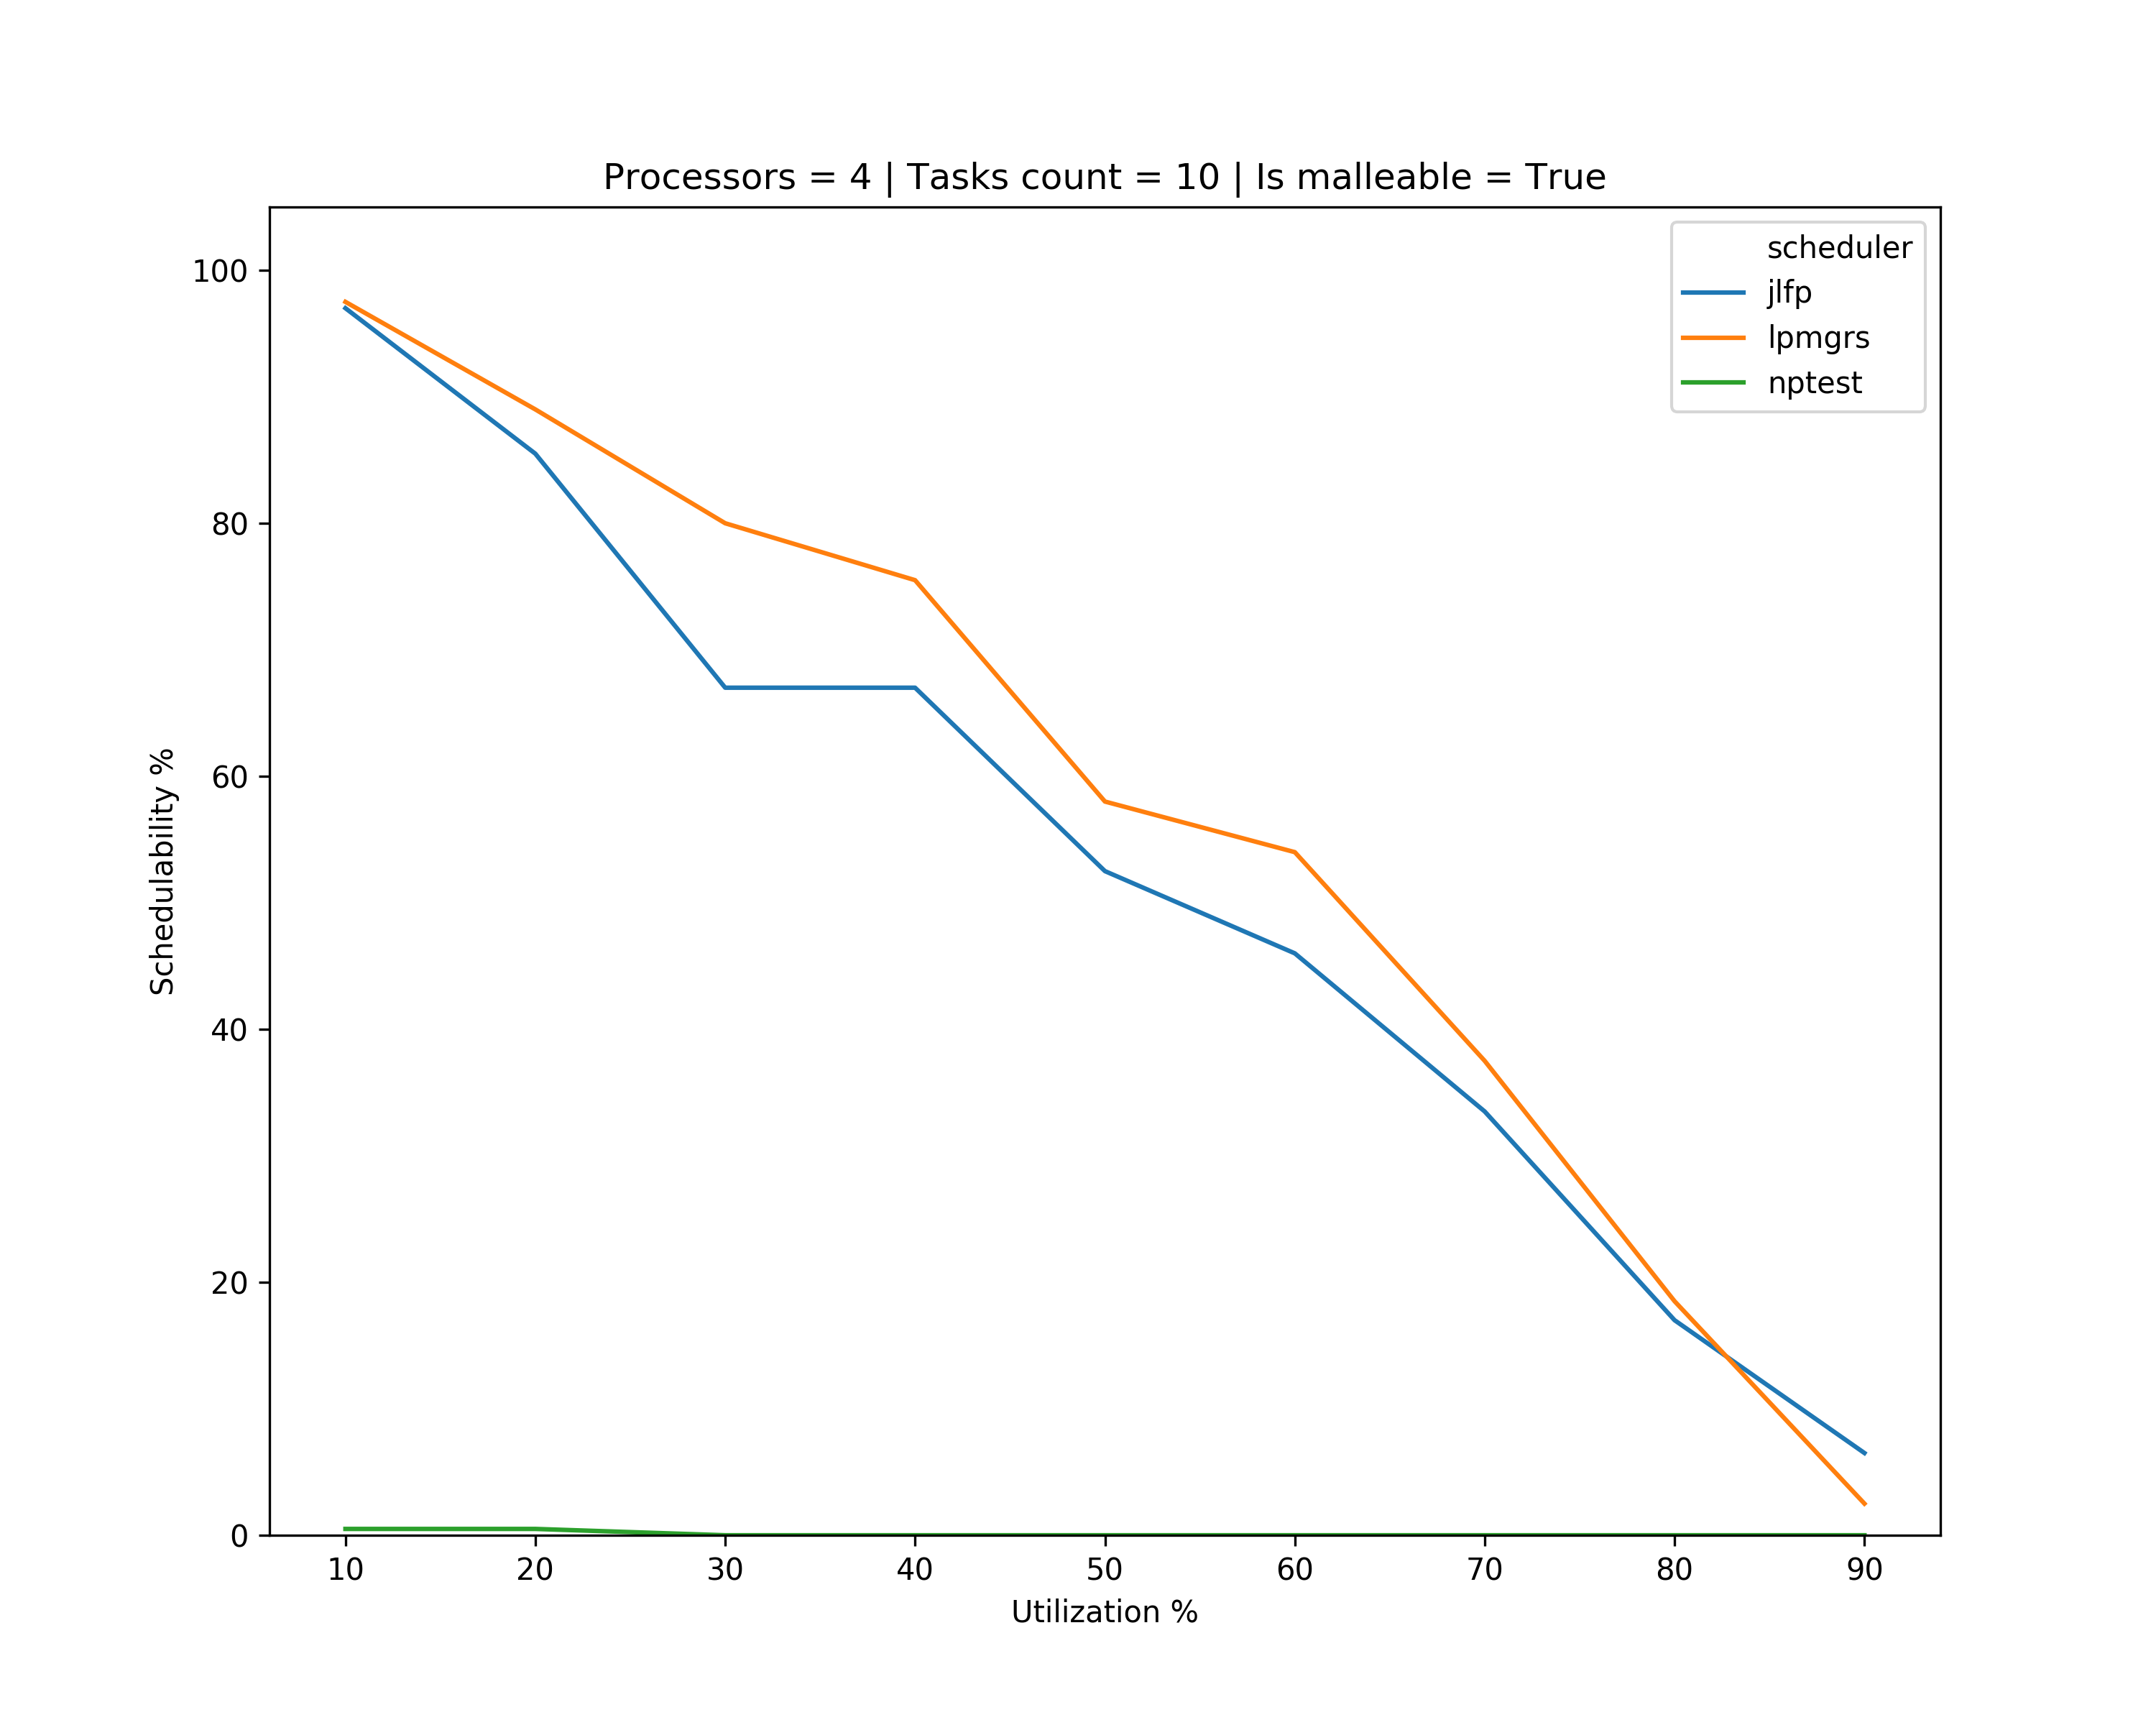 Processors = 4 | Tasks count = 10 | Is malleable = True
scheduler
jlfp
lpmgrs
nptest
Schedulability %
100
80
60
40
20
0
10 20 30 40 50 60 70 80 90
Utilization %